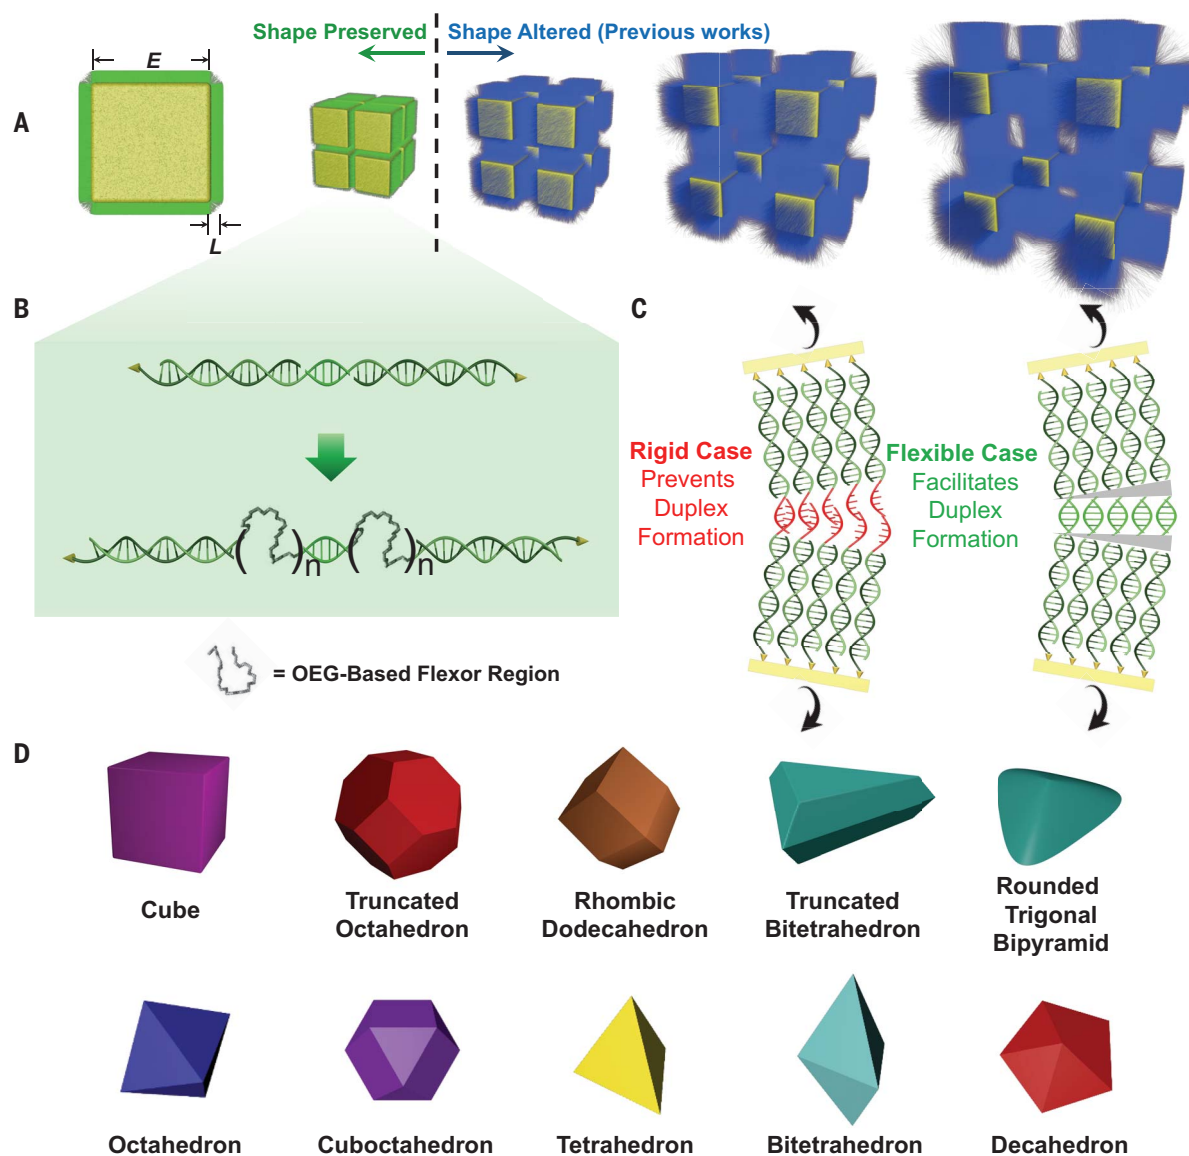 Shape Preserved
Shape Altered (Previous works)
A
E
L
B
C
( )n ( )n
= OEG-Based Flexor Region
Rigid Case
Prevents
Duplex
Formation
Flexible Case
Facilitates
Duplex
Formation
D
Cube
Truncated
Octahedron
Rhombic
Dodecahedron
Truncated
Bitetrahedron
Rounded
Trigonal
Bipyramid
Octahedron
Cuboctahedron
Tetrahedron
Bitetrahedron
Decahedron